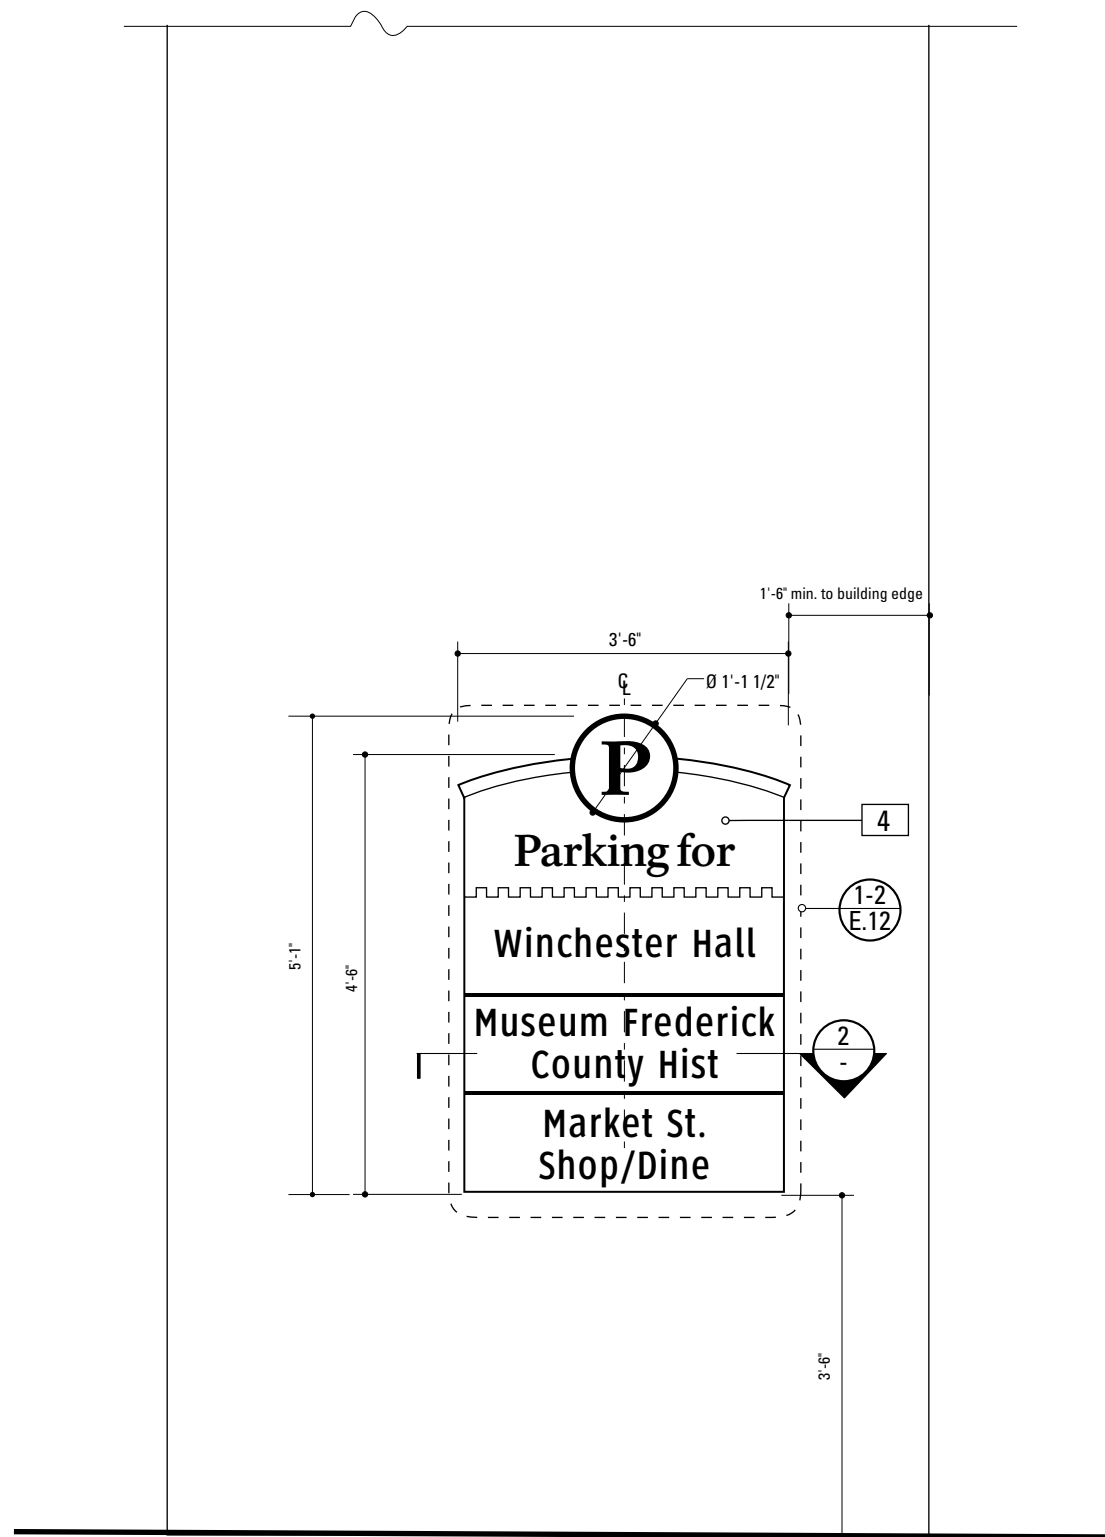 1'-6" min. to building edge
3'-6"
℄
Ø 1'-1 1/2"
P
4
Parking for
1-2
E.12
Winchester Hall
5'-1"
4'-6"
Museum Frederick
County Hist
2
-
Market St.
Shop/Dine
3'-6"